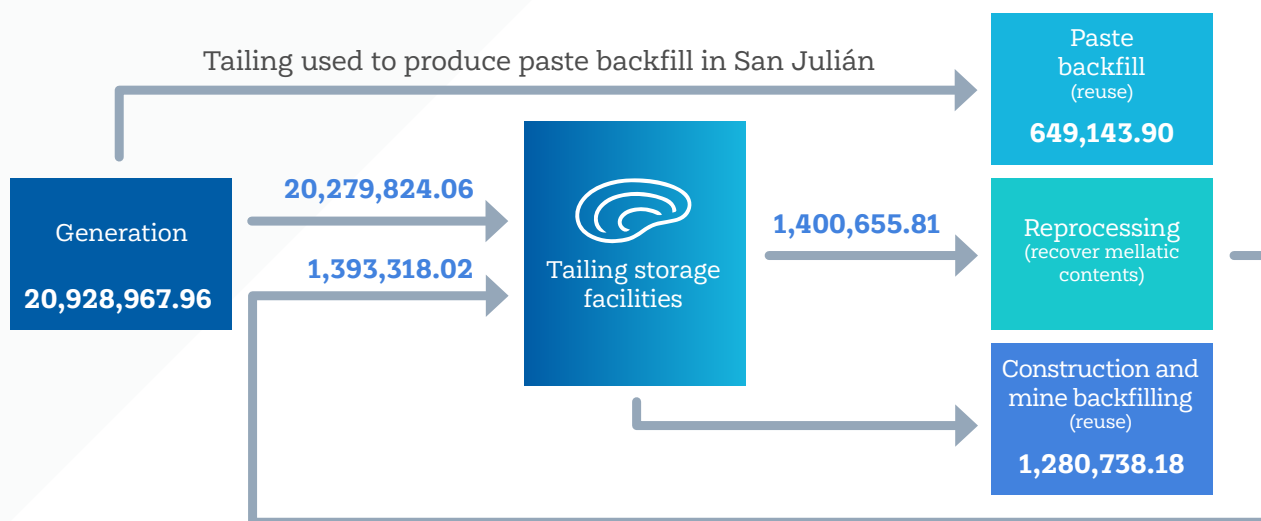 Tailing used to produce paste backfill in San Julián
Paste
backfill
(reuse)
649,143.90
Generation
20,928,967.96
20,279,824.06
1,393,318.02
Tailing storage
facilities
1,400,655.81
Reprocessing
(recover mellatic
contents)
Construction and
mine backfilling
(reuse)
1,280,738.18